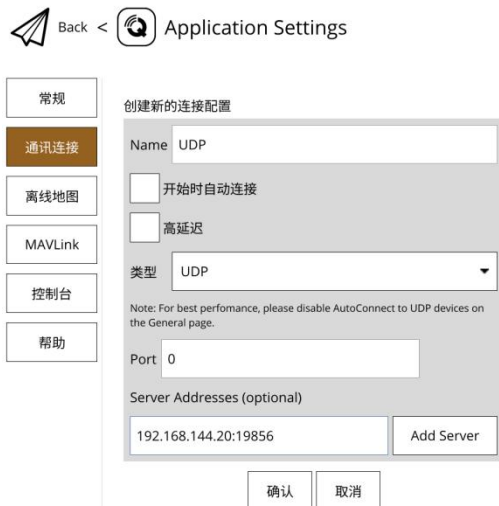 Back < Application Settings
常规
通讯连接
离线地图
MAVLink
控制台
帮助
创建新的连接配置
Name UDP
开始时自动连接
高延迟
类型 UDP
Note: For best perfomance, please disable AutoConnect to UDP devices on
the General page.
Port 0
Server Addresses (optional)
192.168.144.20:19856 Add Server
确认 取消